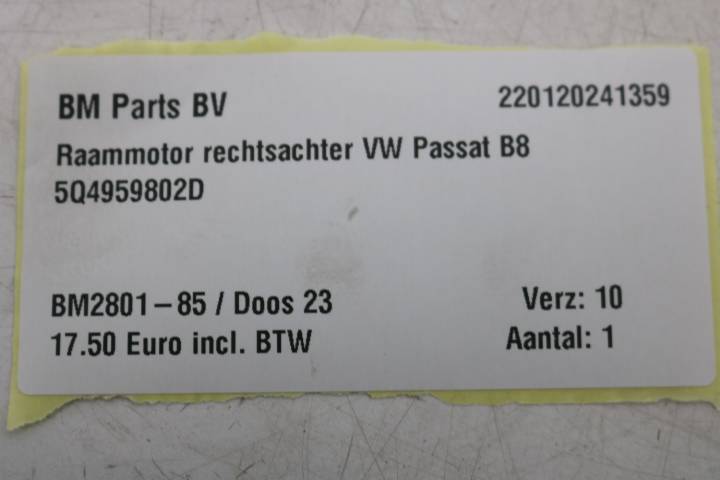 BM Parts BV 220120241359
Raammotor rechtsachter VW Passat B8
5Q4959802D
BM2801-85 / Doos 23 Verz: 10
17.50 Euro incl. BTW Aantal: 1